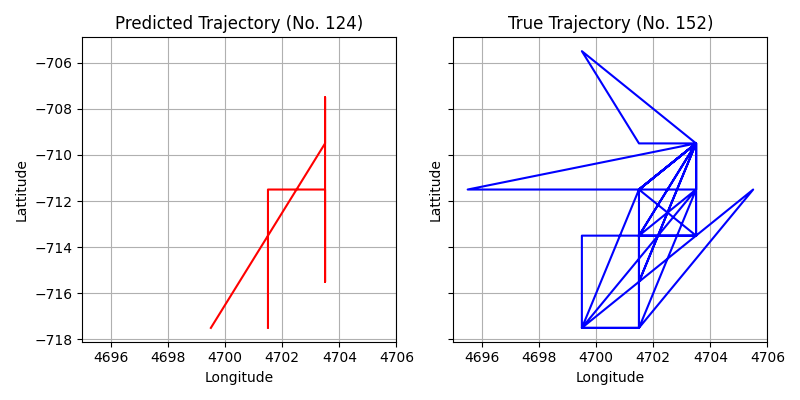 Predicted Trajectory (No. 124)
True Trajectory (No. 152)
Lattitude
−706
−708
−710
−712
−714
−716
−718
4696 4698 4700 4702 4704 4706
Longitude
Lattitude
4696 4698 4700 4702 4704 4706
Longitude